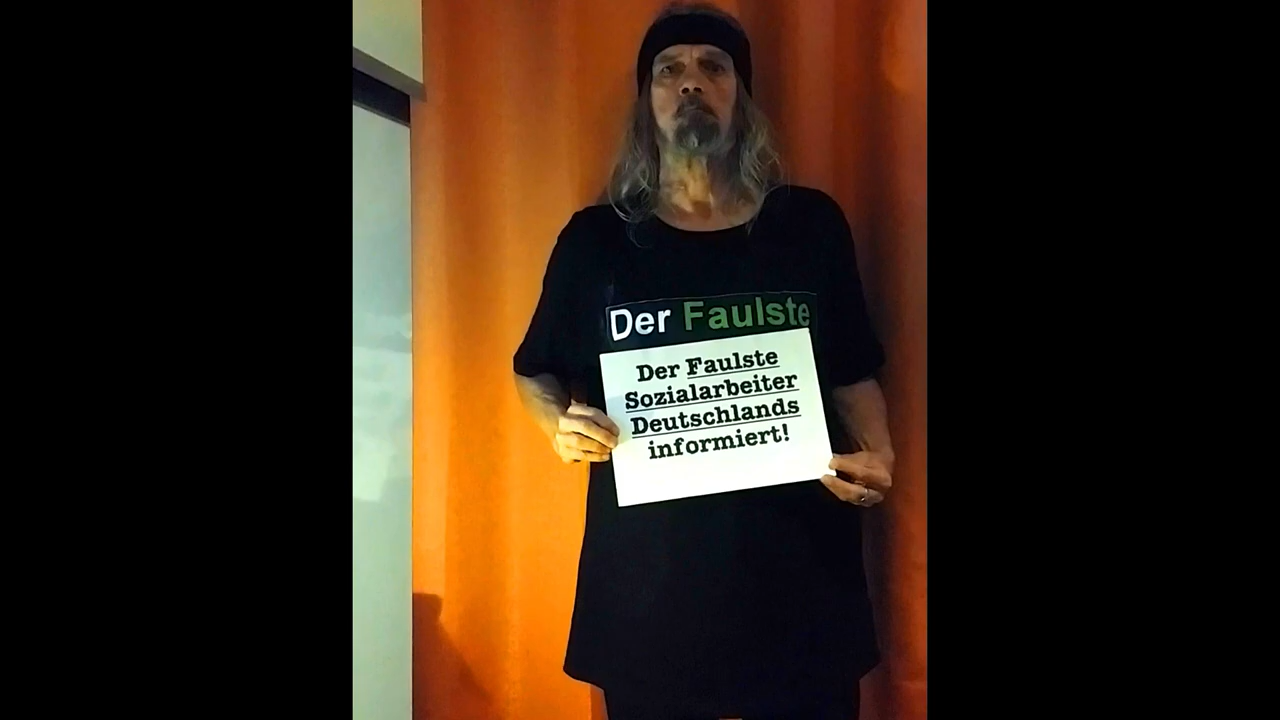 Der Faulste
Der Faulste
Sozialarbeiter
Deutschlands
informiert!